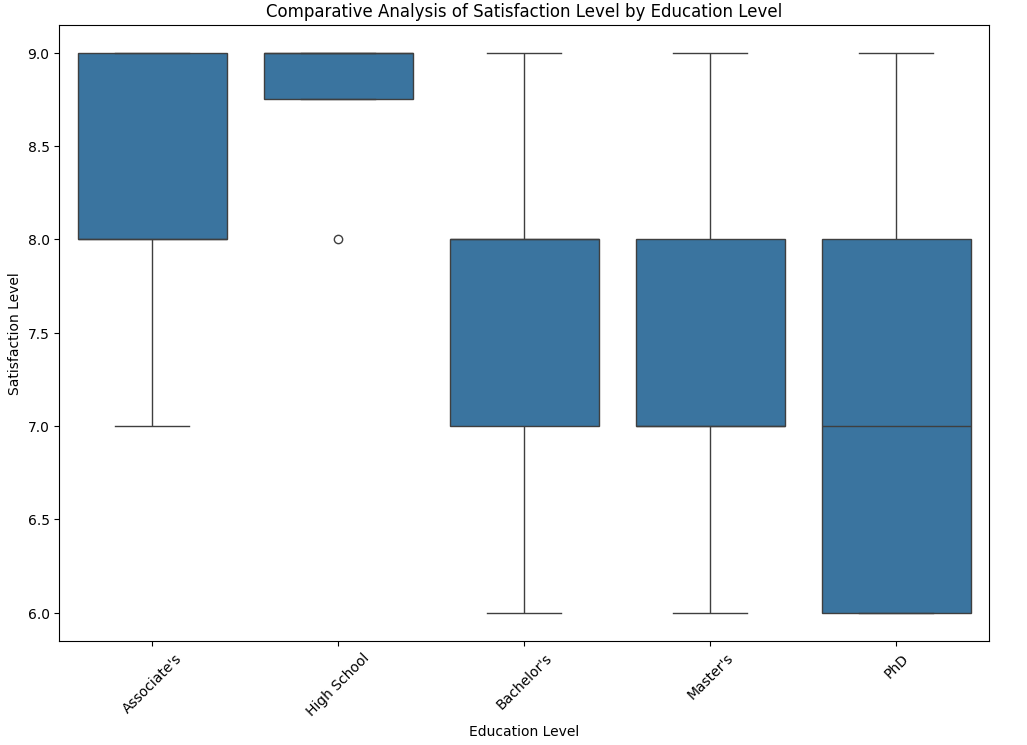 Comparative Analysis of Satisfaction Level by Education Level
Satisfaction Level
9.0
8.5
8.0
7.5
7.0
6.5
6.0
Associate's
High School
Bachelor's
Master's
PhD
Education Level